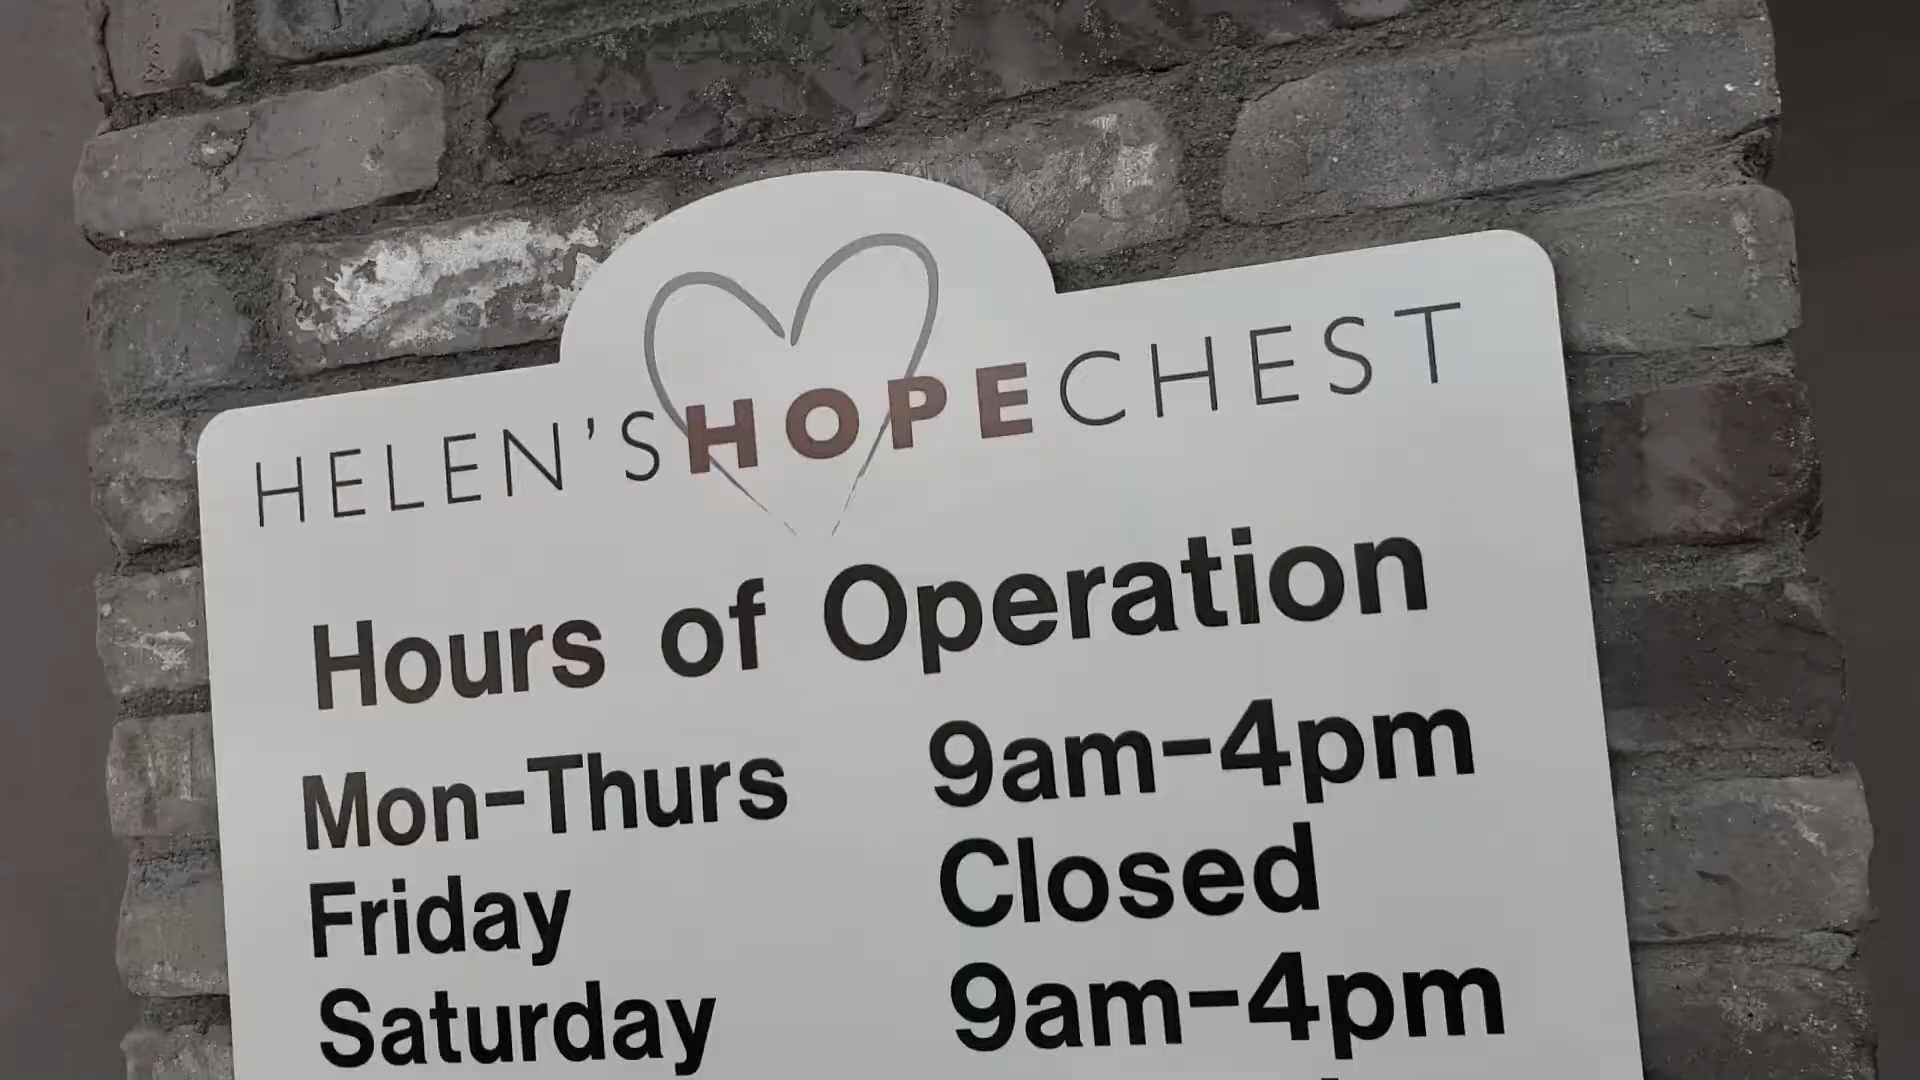 HELEN'S HOPE CHEST
Hours of Operation
Mon-Thurs 9am-4pm
Friday Closed
Saturday 9am-4pm